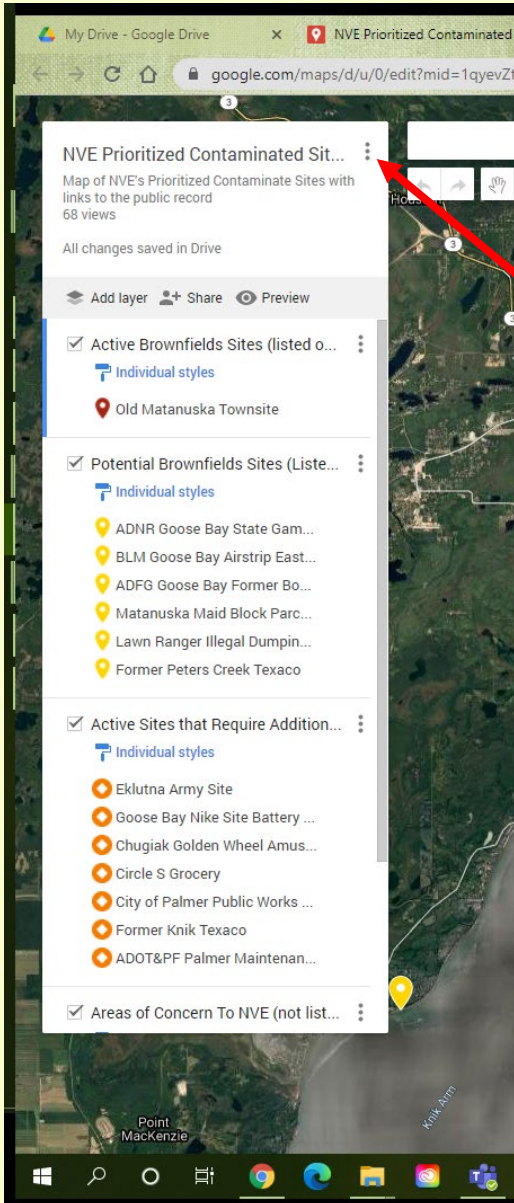 My Drive - Google Drive
NVE Prioritized Contaminated
google.com/maps/d/u/0/edit?mid=1qyevZt
3
NVE Prioritized Contaminated Sit...
Map of NVE's Prioritized Contaminate Sites with
links to the public record
68 views
All changes saved in Drive
Add layer Share Preview
3
Active Brownfields Sites (listed o...
Individual styles
Old Matanuska Townsite
Potential Brownfields Sites (Liste...
Individual styles
ADNR Goose Bay State Gam...
BLM Goose Bay Airstrip East...
ADFG Goose Bay Former Bo...
Matanuska Maid Block Parc...
Lawn Ranger Illegal Dumpin...
Former Peters Creek Texaco
Active Sites that Require Addition...
Individual styles
Eklutna Army Site
Goose Bay Nike Site Battery ...
Chugiak Golden Wheel Amus...
Circle S Grocery
City of Palmer Public Works ...
Former Knik Texaco
ADOT&PF Palmer Maintenan...
Areas of Concern To NVE (not list...
Knik Arm
Point
MacKenzie